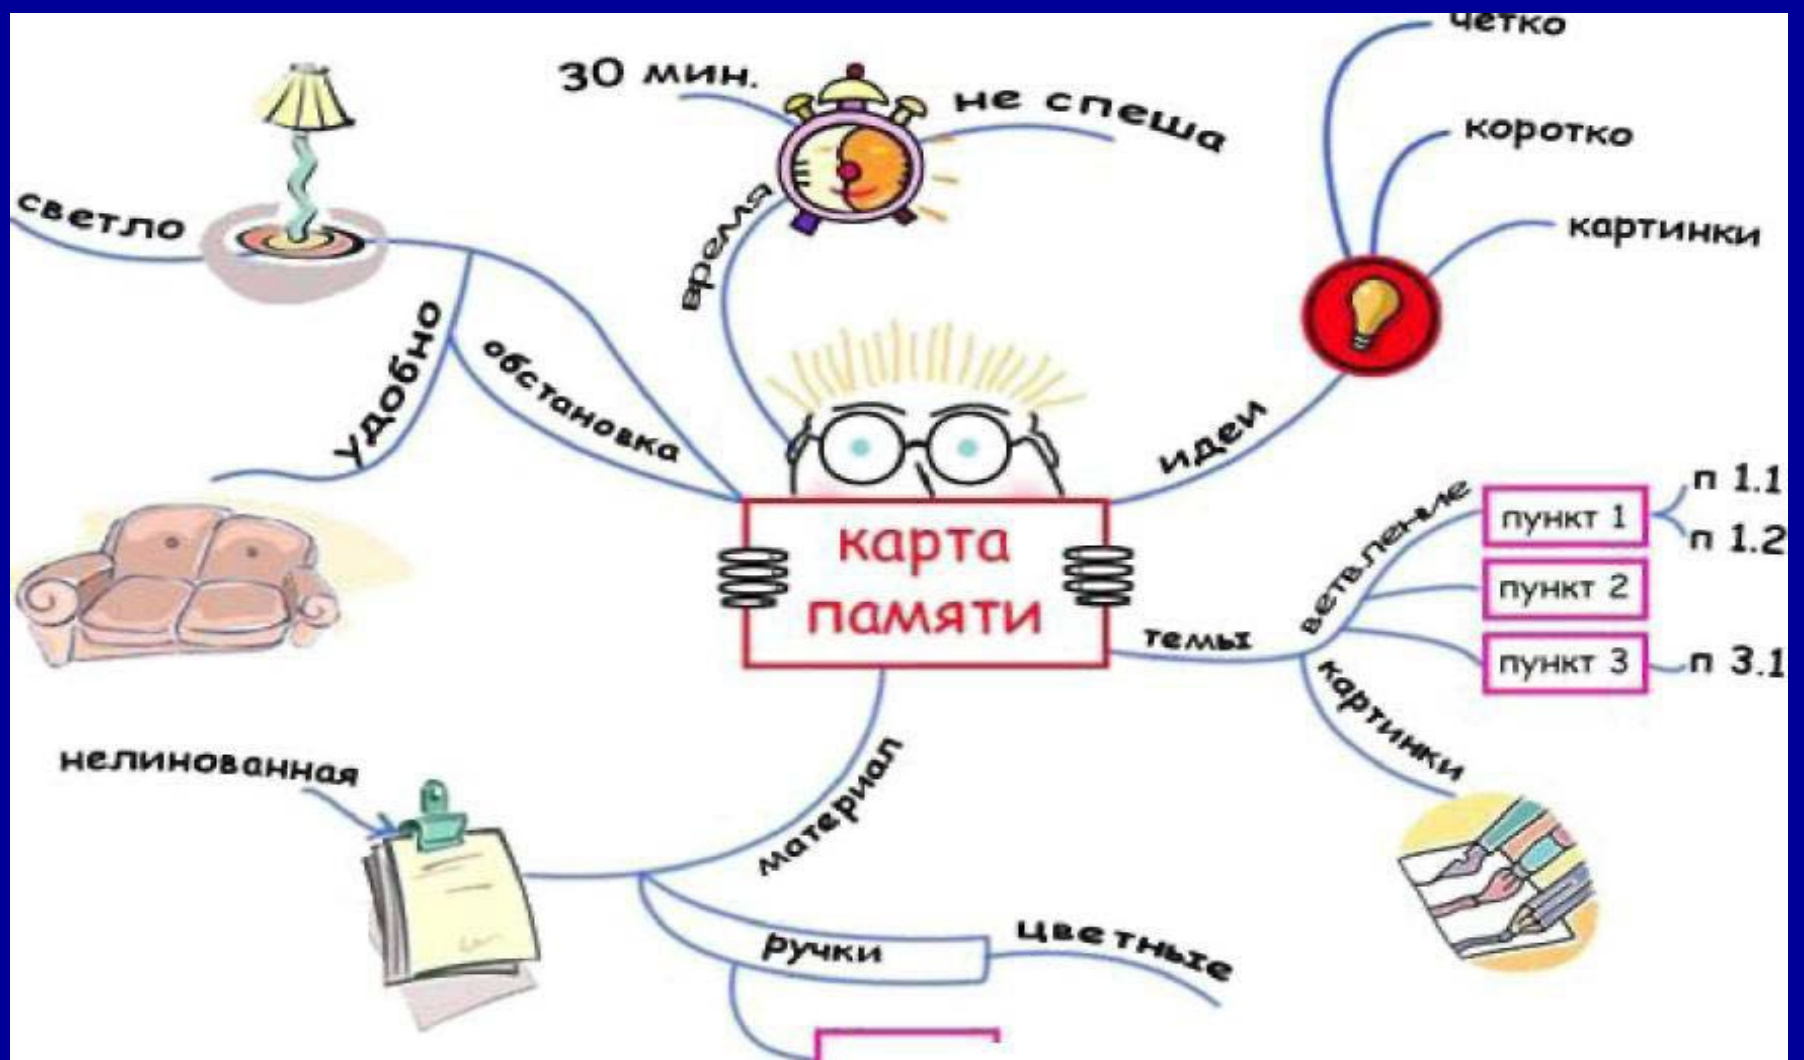 четко
30 мин.
не спеша
коротко
светло
время
картинки
удобно
обстановка
идеи
ветвление
п 1.1
пункт 1
п 1.2
карта
памяти
пункт 2
темы
пункт 3
п 3.1
картинки
нелинованная
материал
ручки
цветные